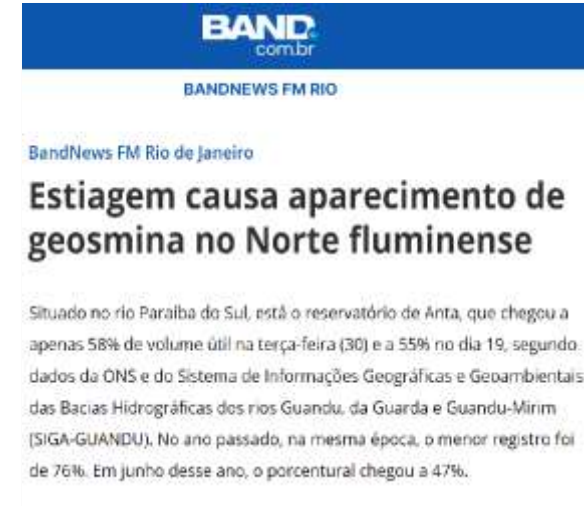 BAND
.com.br
BANDNEWS FM RIO
BandNews FM Rio de Janeiro
Estiagem causa aparecimento de
geosmina no Norte fluminense
Situado no rio Paraíba do Sul, está o reservatório de Anta, que chegou a
apenas 58% de volume útil na terça-feira (30) e a 55% no dia 19, segundo
dados da ONS e do Sistema de Informações Geográficas e Geoambientais
das Bacias Hidrográficas dos rios Guandu, da Guarda e Guandu-Mirim
(SIGA-GUANDU). No ano passado, na mesma época, o menor registro foi
de 76%. Em junho desse ano, o porcentural chegou a 47%.